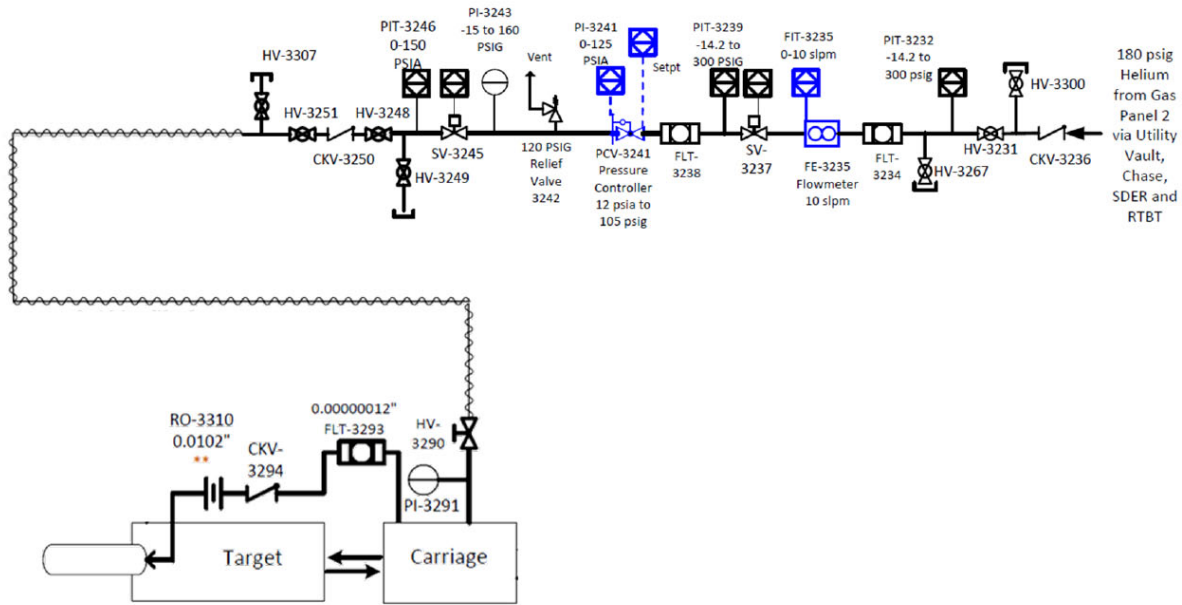 HV-3307
PIT-3246
0-150
PSIA
PI-3243
-15 to 160
PSIG
Vent
PI-3241
0-125
PSIA
Setpt
PIT-3239
-14.2 to
300 PSIG
FIT-3235
0-10 slpm
PIT-3232
-14.2 to
300 psig
HV-3300
180 psig
Helium
from Gas
Panel 2
via Utility
Vault,
Chase,
SDER and
RTBT
HV-3251
HV-3248
CKV-3250
HV-3249
SV-3245
120 PSIG
Relief
Valve
3242
PCV-3241
Pressure
Controller
12 psia to
105 psig
FLT-
3238
SV-
3237
FE-3235
Flowmeter
10 slpm
FLT-
3234
HV-3231
HV-3267
CKV-3236
RO-3310
0.0102"
**
CKV-
3294
0.00000012"
FLT-3293
HV-
3290
PI-3291
Target
Carriage